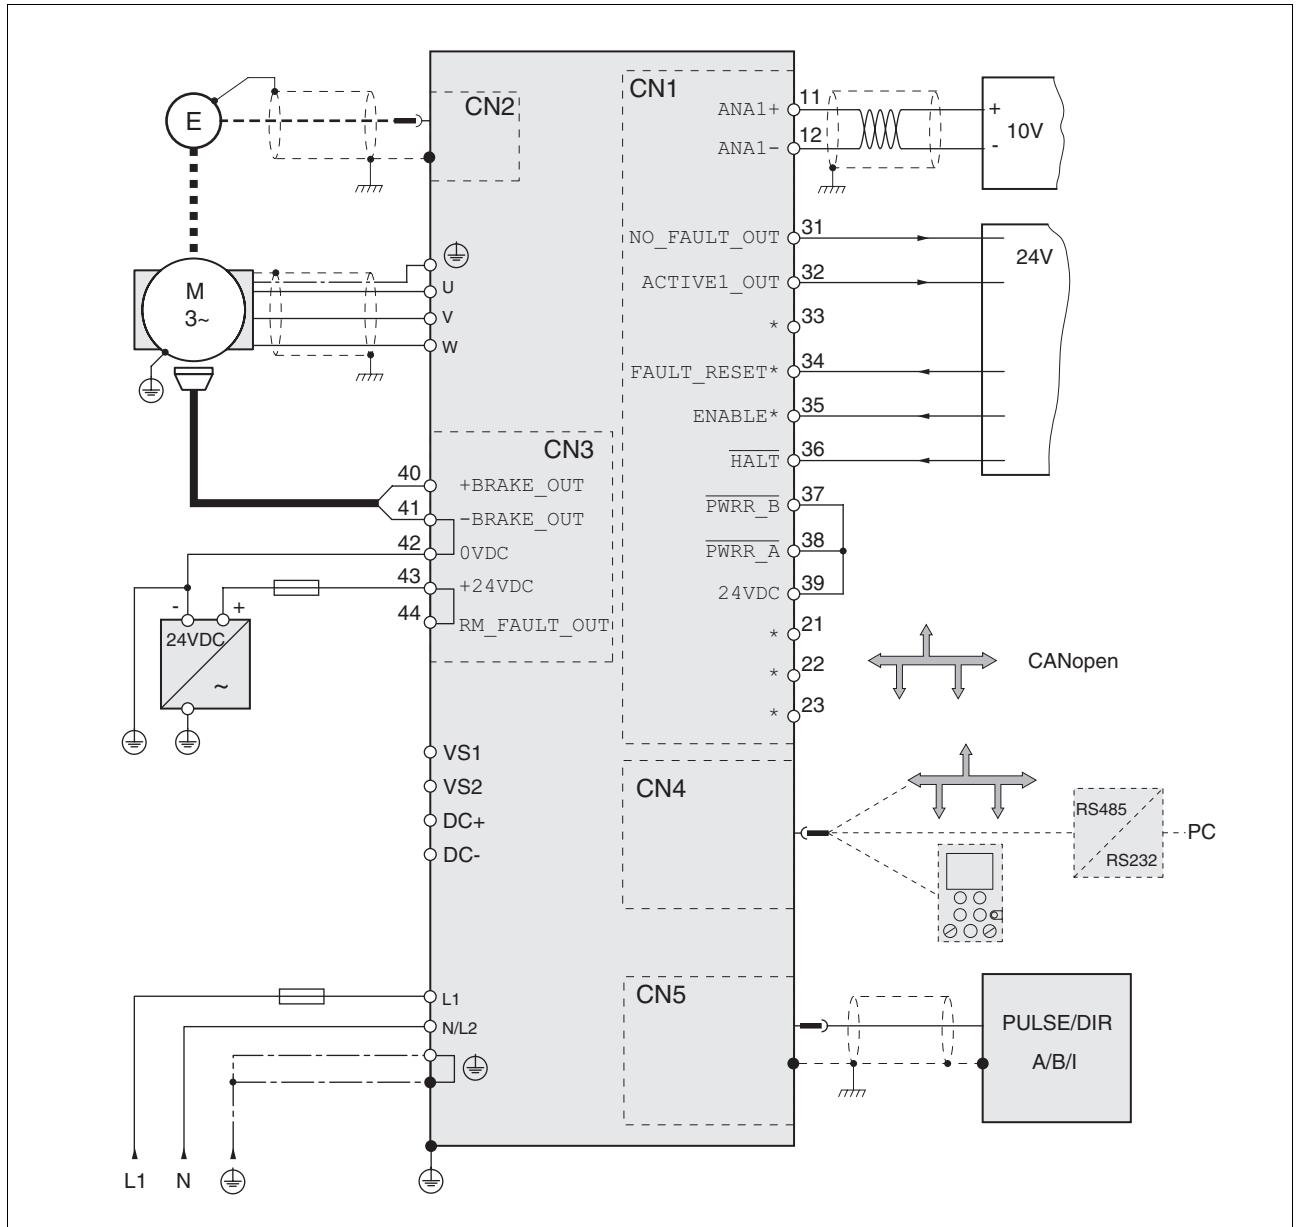 E
CN2
CN1
ANA1+ 11
ANA1- 12
+
10V
-
NO_FAULT_OUT 31
24V
ACTIVE1_OUT 32
* 33
FAULT_RESET* 34
ENABLE* 35
HALT 36
PWRR_B 37
PWRR_A 38
24VDC 39
* 21
* 22
* 23
M
3~
U
V
W
CN3
40 +BRAKE_OUT
41 -BRAKE_OUT
42 0VDC
43 +24VDC
44 RM_FAULT_OUT
- +
24VDC
~
CANopen
VS1
VS2
DC+
DC-
CN4
RS485
RS232
PC
L1
N/L2
CN5
PULSE/DIR
A/B/I
L1 N